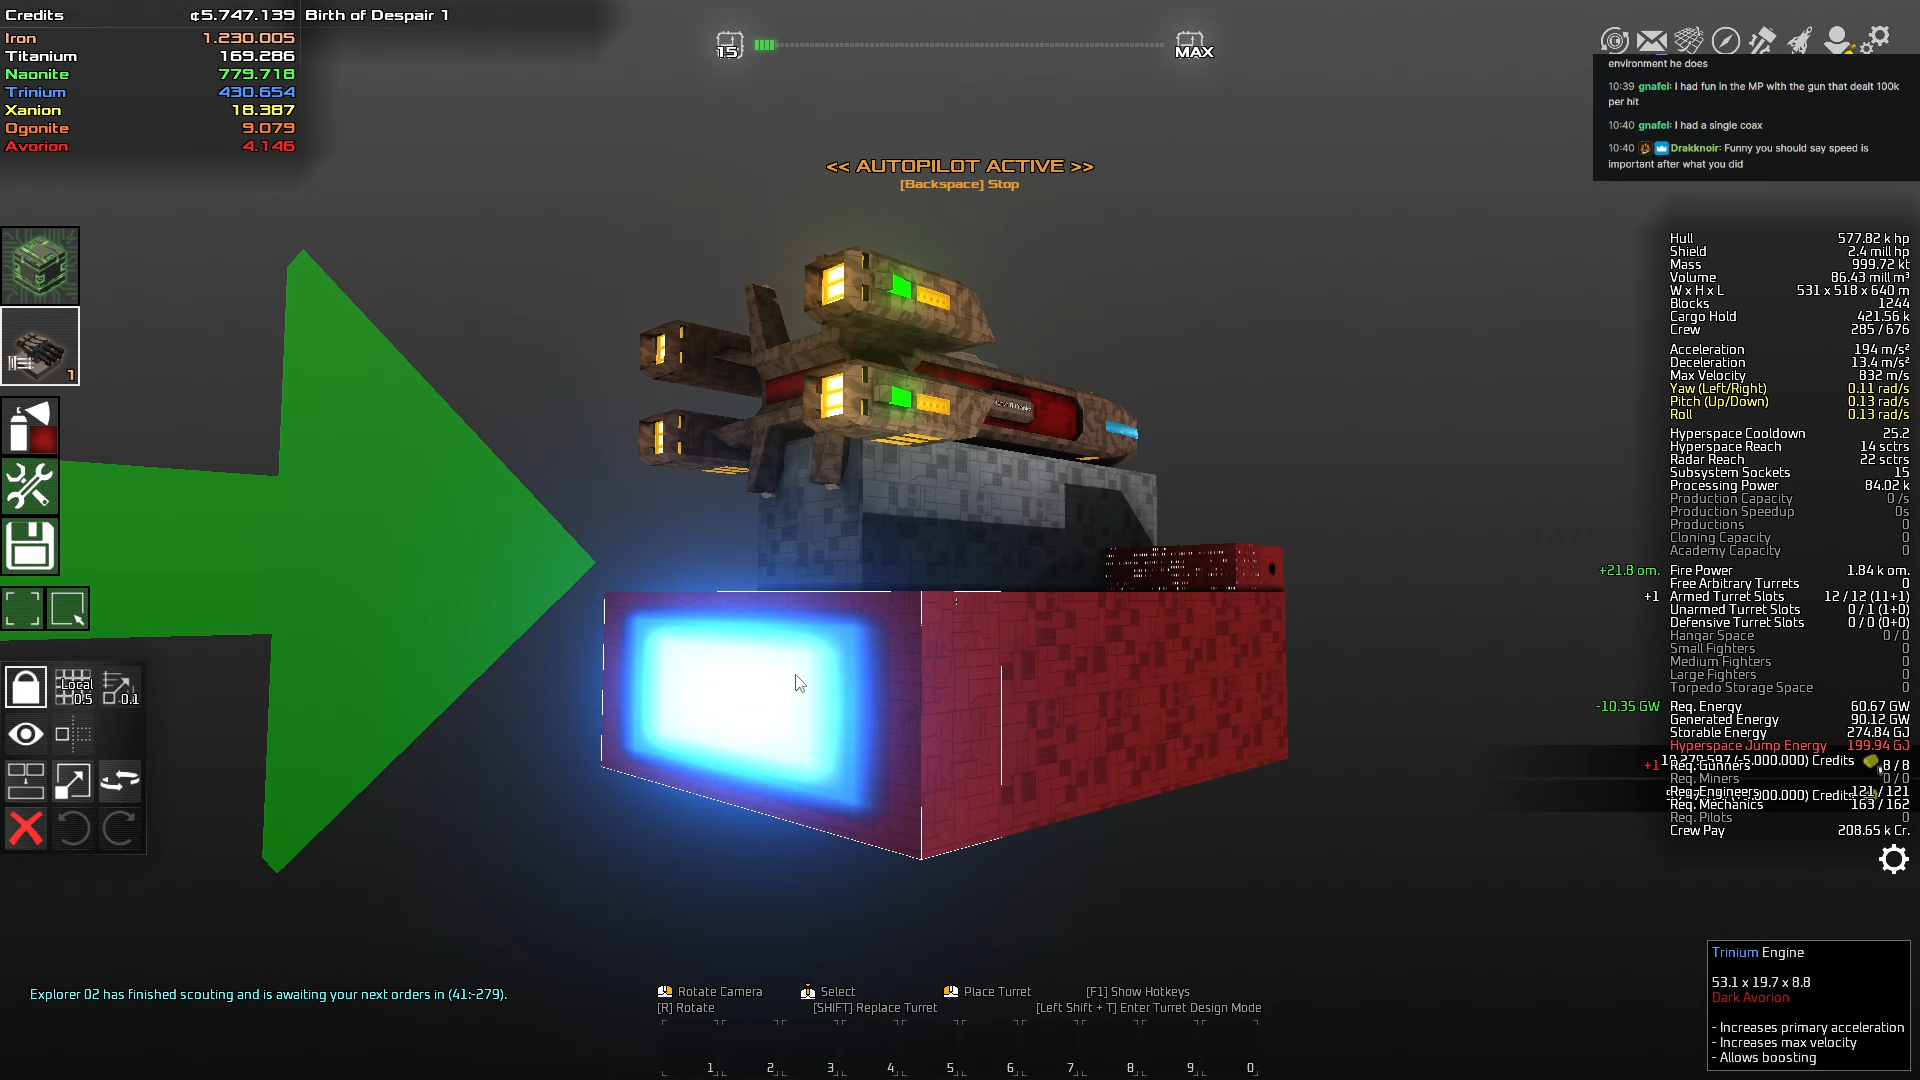 Credits ¢5.747.139 Birth of Despair 1
Iron 1.230.005
Titanium 169.286
Naonite 779.718
Trinium 430.654
Xanion 18.387
Ogonite 9.079
Avorion 4.146
15 MAX
<< AUTOPILOT ACTIVE >>
[Backspace] Stop
environment he does
10:39 gnafel: I had fun in the MP with the gun that dealt 100k
per hit
10:40 gnafel: I had a single coax
10:40 Drakknoir: Funny you should say speed is
important after what you did
1
Local
0.5 0.1
Hull 577.82 k hp
Shield 2.4 mill hp
Mass 999.72 kt
Volume 86.43 mill m³
W x H x L 531 x 518 x 640 m
Blocks 1244
Cargo Hold 421.56 k
Crew 285 / 676
Acceleration 194 m/s²
Deceleration 13.4 m/s²
Max Velocity 832 m/s
Yaw (Left/Right) 0.11 rad/s
Pitch (Up/Down) 0.13 rad/s
Roll 0.13 rad/s
Hyperspace Cooldown 25.2
Hyperspace Reach 14 sctrs
Radar Reach 22 sctrs
Subsystem Sockets 15
Processing Power 84.02 k
Production Capacity 0 /s
Production Speedup 0s
Productions 0
Cloning Capacity 0
Academy Capacity 0
+21.8 om. Fire Power 1.84 k om.
Free Arbitrary Turrets 0
+1 Armed Turret Slots 12 / 12 (11+1)
Unarmed Turret Slots 0 / 1 (1+0)
Defensive Turret Slots 0 / 0 (0+0)
Hangar Space 0 / 0
Small Fighters 0
Medium Fighters 0
Large Fighters 0
Torpedo Storage Space 0
-10.35 GW Req. Energy 60.67 GW
Generated Energy 90.12 GW
Storable Energy 274.84 GJ
Hyperspace Jump Energy 199.94 GJ
+1 Req. Gunners 8 / 8
Req. Miners 0 / 0
Req. Engineers 121 / 121
Req. Mechanics 163 / 162
Req. Pilots 0
Crew Pay 208.65 k Cr.
Trinium Engine
53.1 x 19.7 x 8.8
Dark Avorion
- Increases primary acceleration
- Increases max velocity
- Allows boosting
Explorer 02 has finished scouting and is awaiting your next orders in (41:-279).
Rotate Camera Select Place Turret [F1] Show Hotkeys
[R] Rotate [SHIFT] Replace Turret [Left Shift + T] Enter Turret Design Mode
1 2 3 4 5 6 7 8 9 0